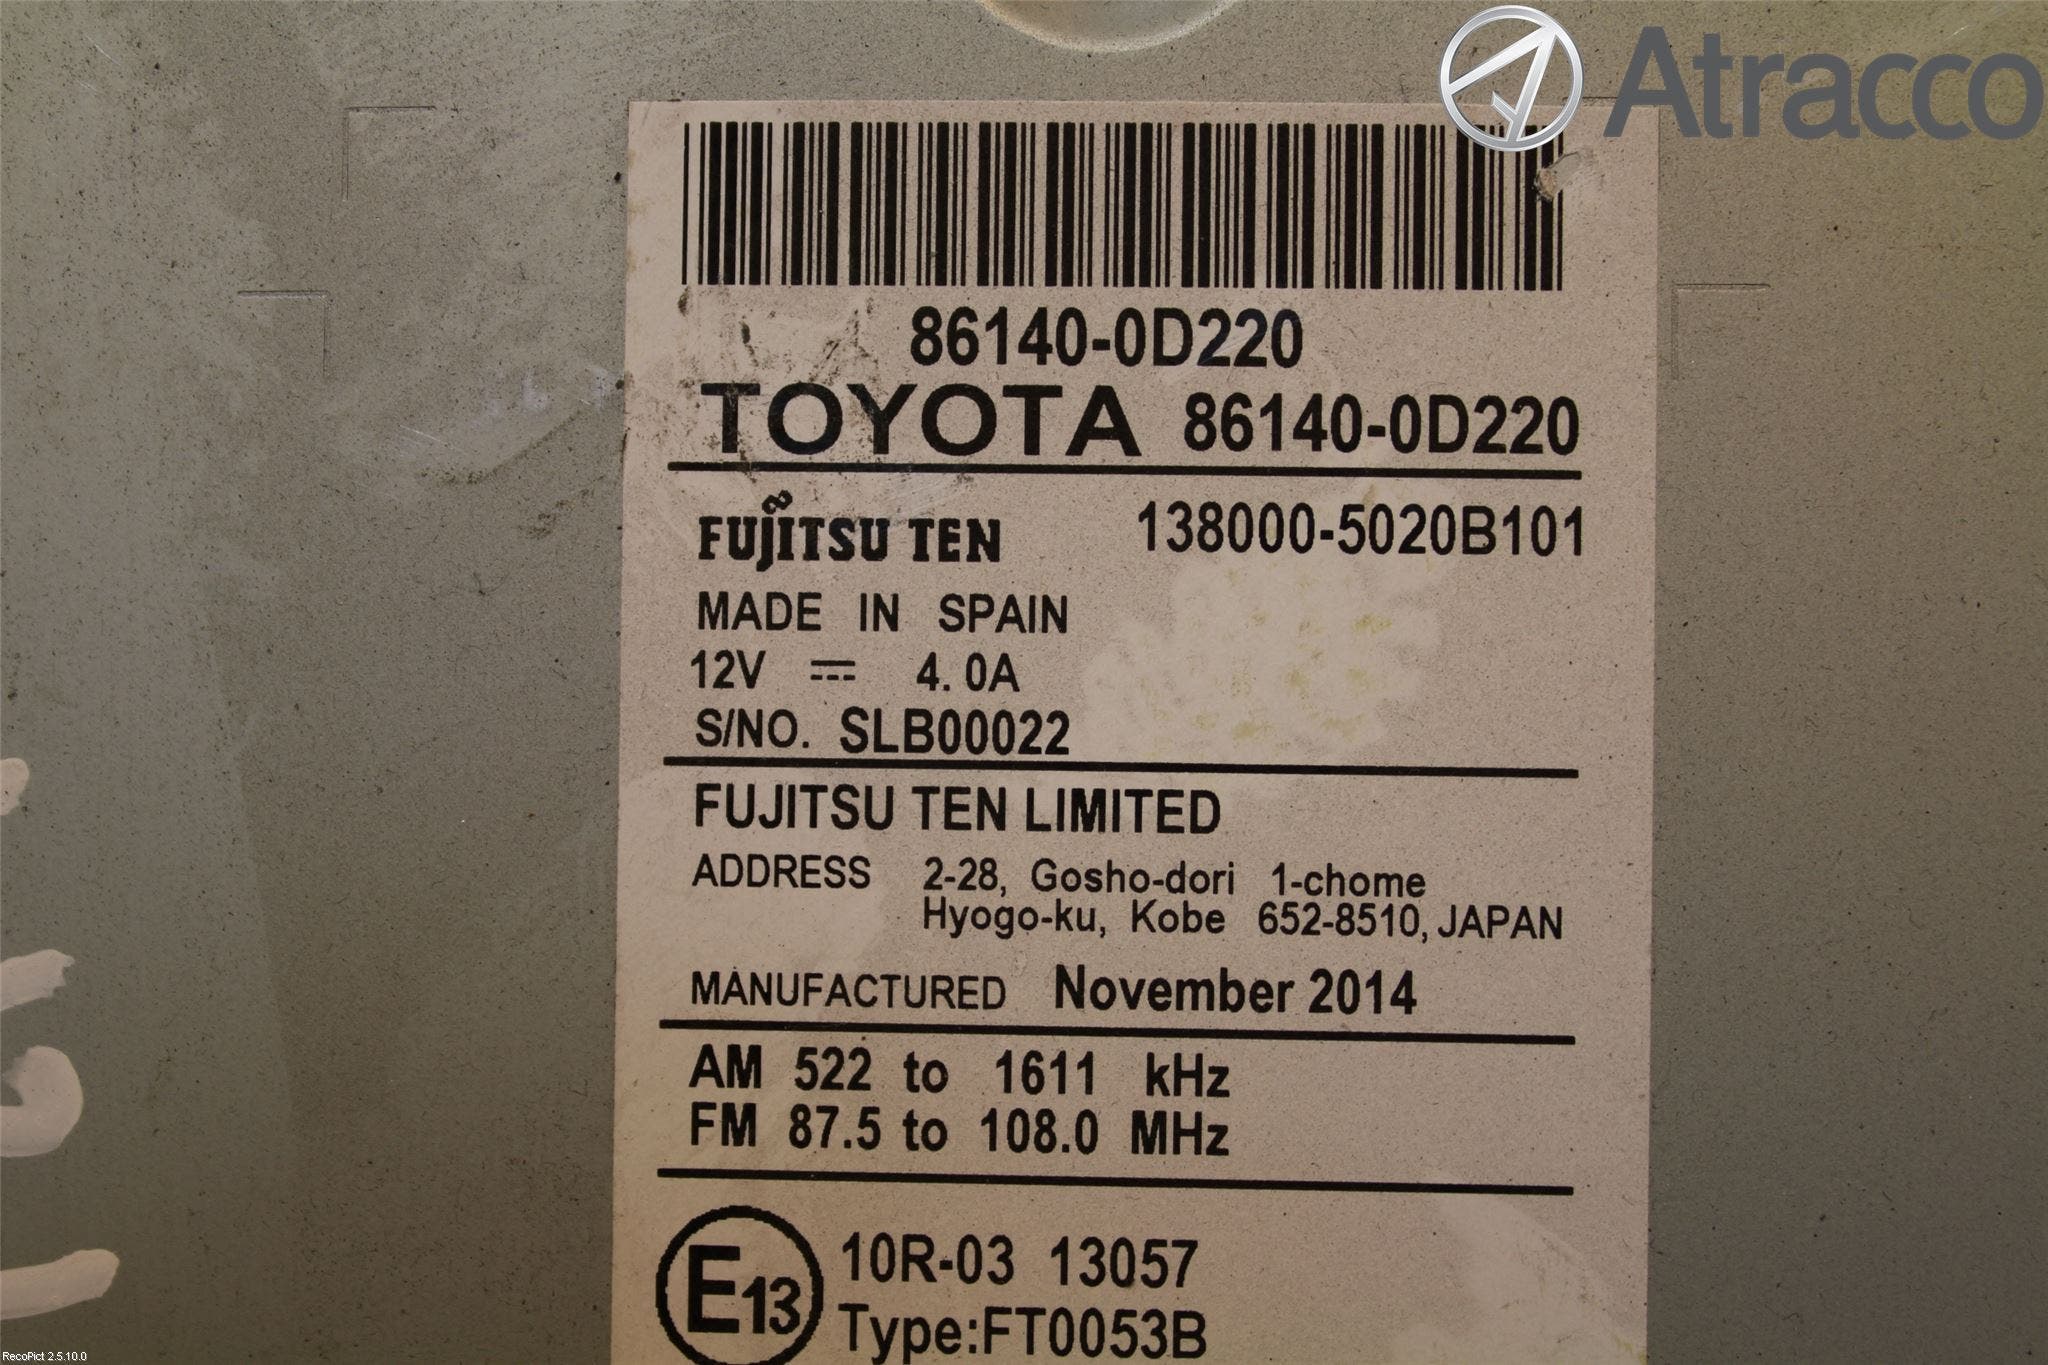 Atracco
86140-0D220
TOYOTA 86140-0D220
FUJITSU TEN 138000-5020B101
MADE IN SPAIN
12V ⎓ 4.0A
S/NO. SLB00022
FUJITSU TEN LIMITED
ADDRESS 2-28, Gosho-dori 1-chome
Hyogo-ku, Kobe 652-8510, JAPAN
MANUFACTURED November 2014
AM 522 to 1611 kHz
FM 87.5 to 108.0 MHz
E13 10R-03 13057
Type:FT0053B
RecoPict 2.5.10.0